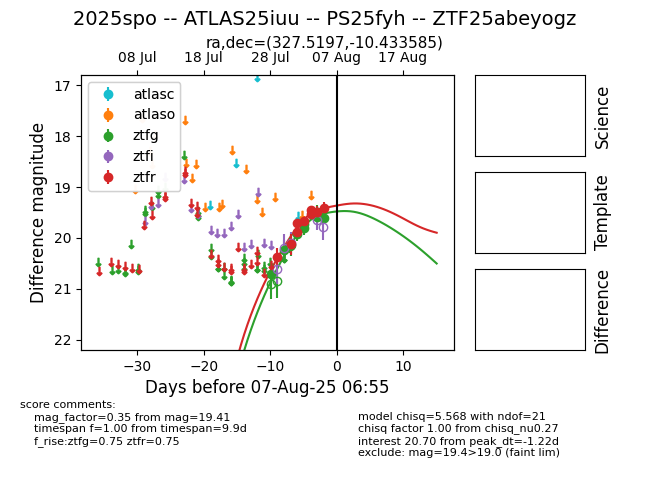 2025spo -- ATLAS25iuu -- PS25fyh -- ZTF25abeyogz
ra,dec=(327.5197,-10.433585)
08 Jul 18 Jul 28 Jul 07 Aug 17 Aug
17
18
19
20
21
22
Difference magnitude
atlasc
atlaso
ztfg
ztfi
ztfr
−30 −20 −10 0 10
Days before 07-Aug-25 06:55
Science
Template
Difference
score comments:
mag_factor=0.35 from mag=19.41
timespan f=1.00 from timespan=9.9d
f_rise:ztfg=0.75 ztfr=0.75
model chisq=5.568 with ndof=21
chisq factor 1.00 from chisq_nu0.27
interest 20.70 from peak_dt=-1.22d
exclude: mag=19.4>19.0 (faint lim)